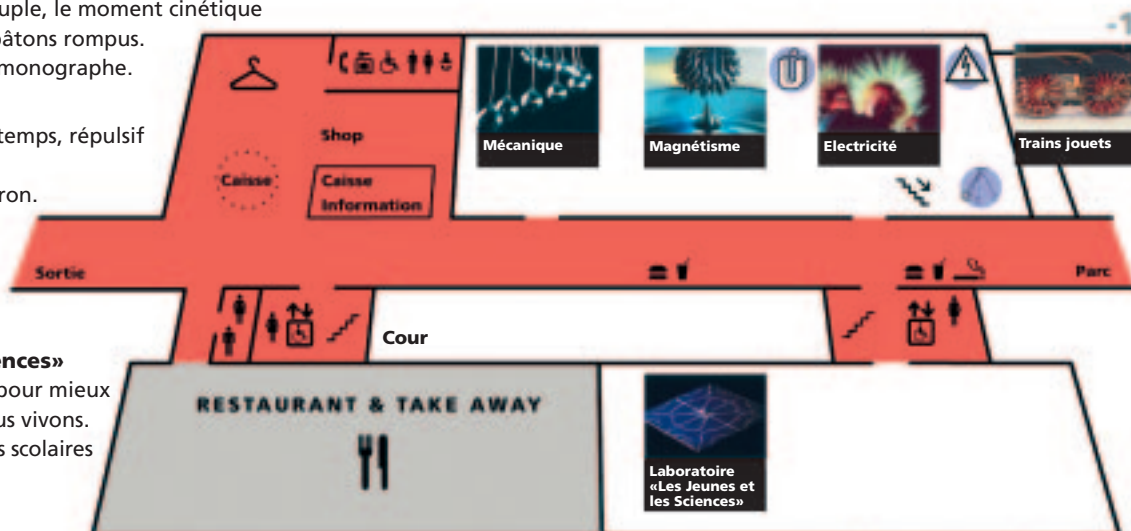 uple, le moment cinétique
bâtons rompus.
monographe.
temps, répulsif
ron.
ences»
pour mieux
us vivons.
s scolaires
-1
Shop
Caisse
Caisse
Information
Mécanique
Magnétisme
Electricité
Trains jouets
Sortie
Parc
Cour
RESTAURANT & TAKE AWAY
Laboratoire
«Les Jeunes et
les Sciences»